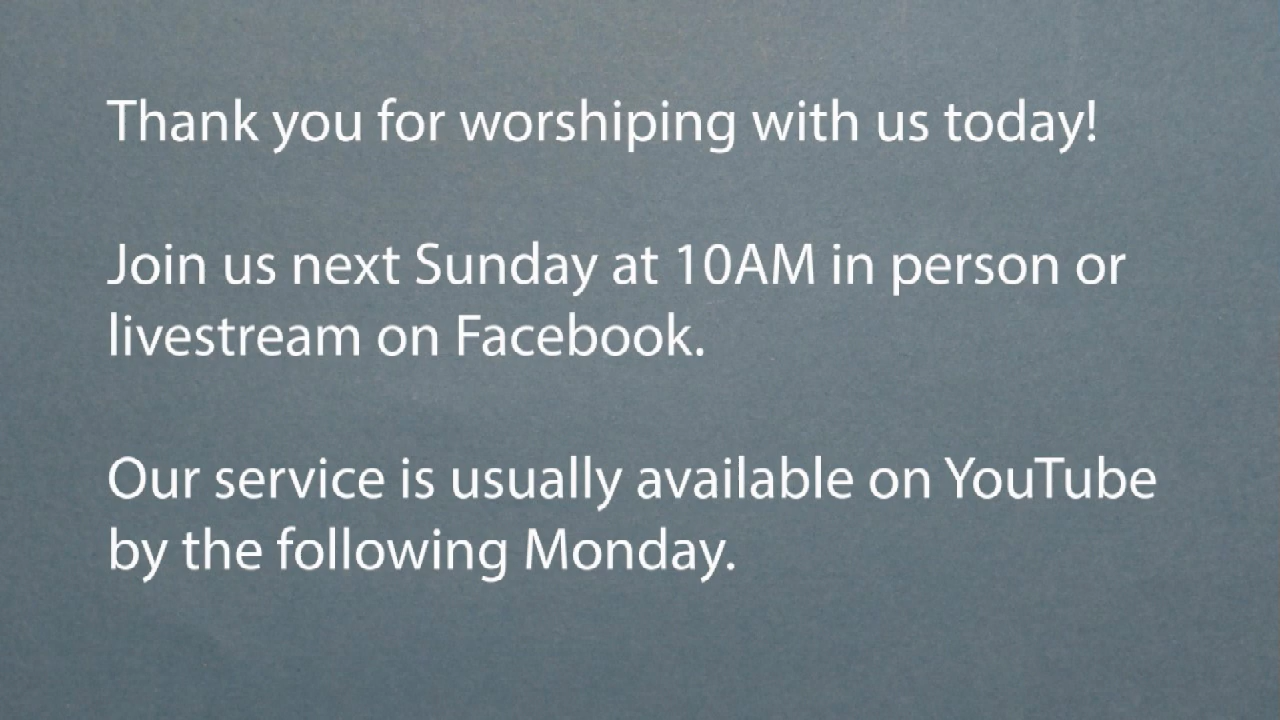 Thank you for worshiping with us today!
Join us next Sunday at 10AM in person or
livestream on Facebook.
Our service is usually available on YouTube
by the following Monday.